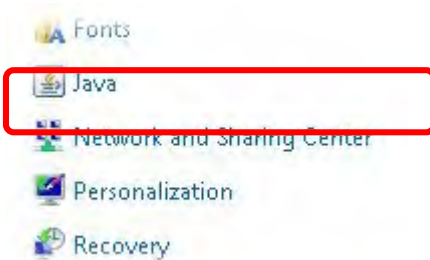 Fonts
Java
Network and Sharing Center
Personalization
Recovery